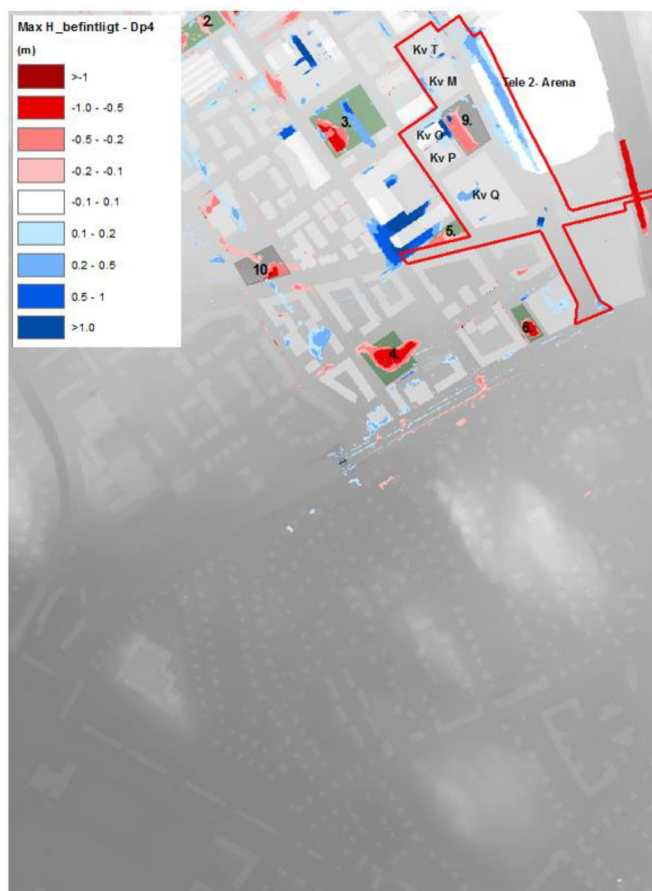 Max H_befintligt - Dp4
(m)
>-1
-1.0 - -0.5
-0.5 - -0.2
-0.2 - -0.1
-0.1 - 0.1
0.1 - 0.2
0.2 - 0.5
0.5 - 1
>1.0
2.
Kv T
Kv M
Tele 2- Arena
3.
9.
Kv O
Kv P
Kv Q
5.
10
6.
4.